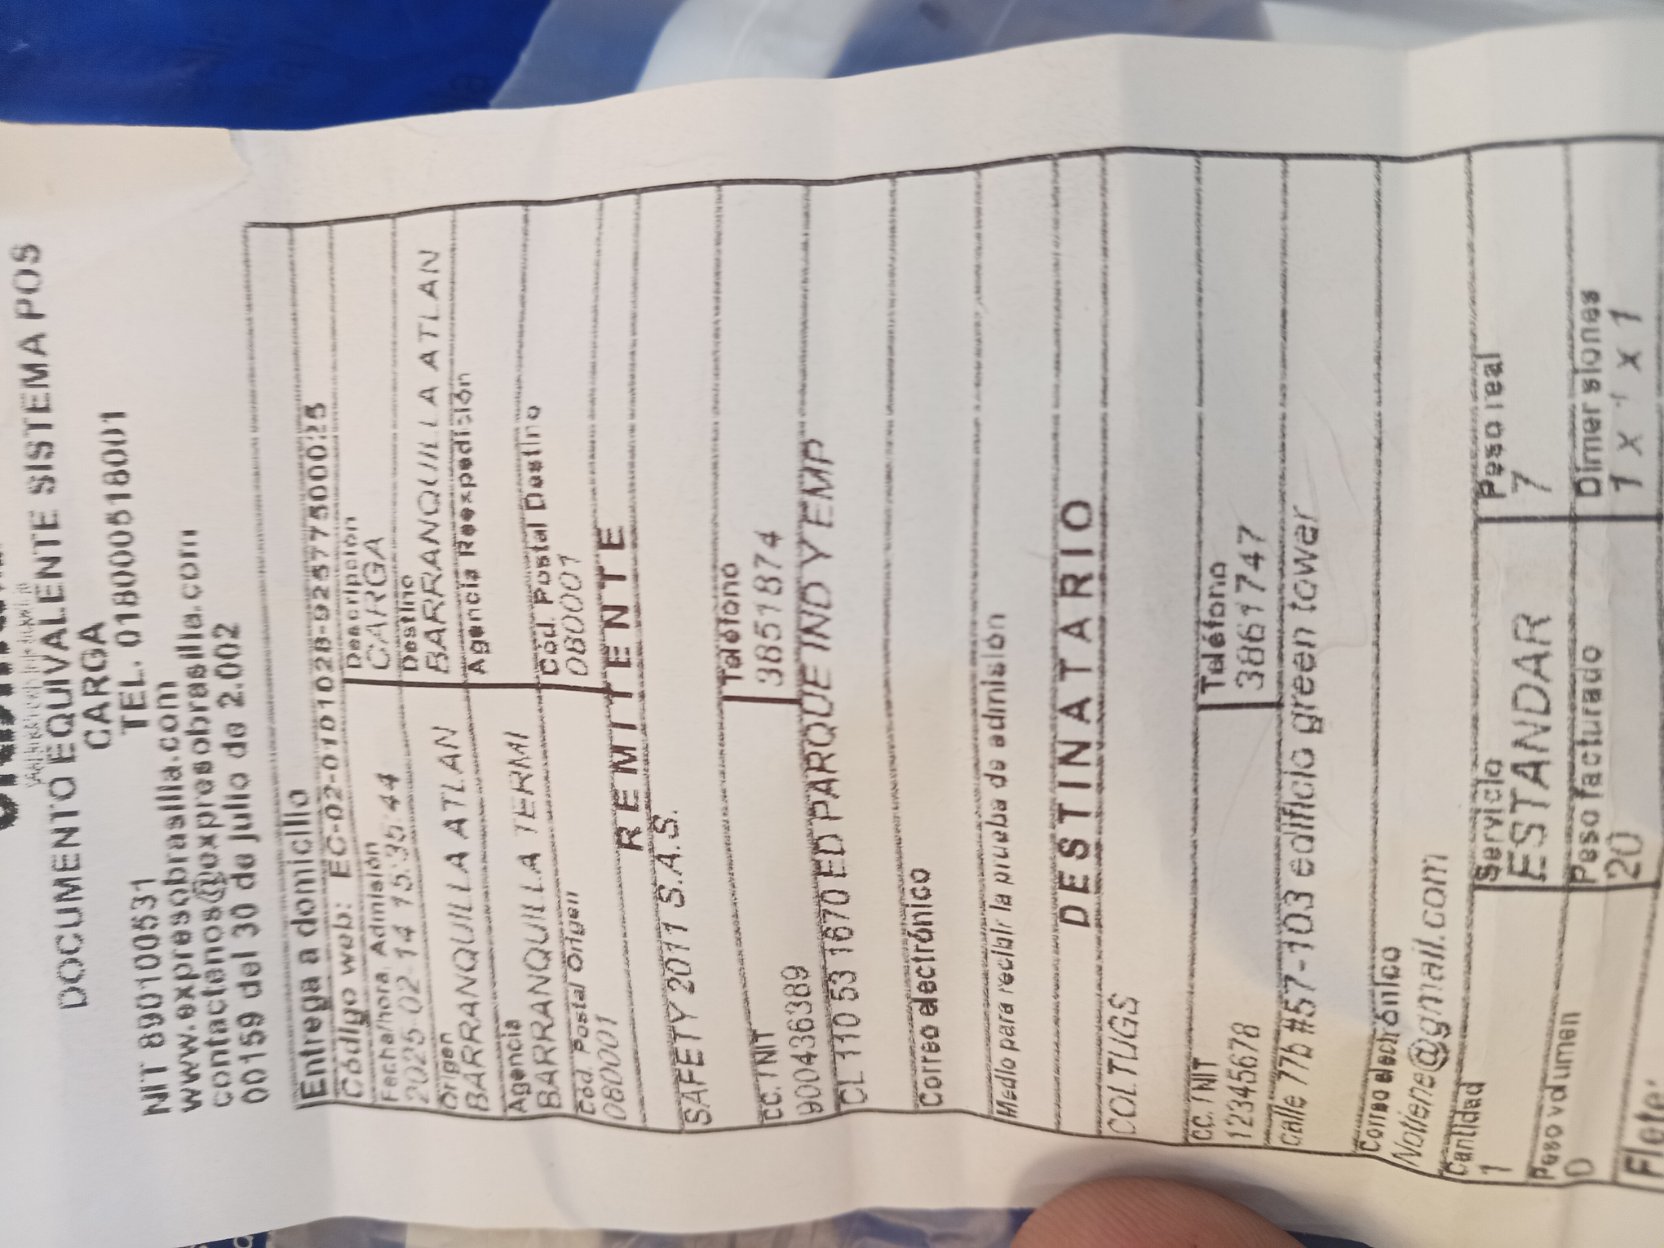 DOCUMENTO EQUIVALENTE SISTEMA POS
CARGA
TEL. 018000518001
NIT 890100531
www.expresobrasilia.com
contactenos@expresobrasilla.com
00159 del 30 de julio de 2.002
Entrega a domicilio
Código web:
Fecha/hora Admisión
Descripción
2025 02 14 15:35:44
CARGA
Origen
Destino
BARRANQUILLA ATLAN
BARRANQUILLA ATLAN
Agencia
Agencia Reexpedición
BARRANQUILLA TERMI
Cod. Postal Origen
Cód. Postal Destino
080001
080001
REMITENTE
SAFETY 2011 S.A.S.
CC. / NIT
Teléfono
900436389
3851874
CL 110 53 1670 ED PARQUE IND Y EMP
Correo electrónico
Medio para recibir la prueba de admisión
DESTINATARIO
COLTUGS
CC. / NIT
Teléfono
12345678
3861747
calle 77b #57-103 edificio green tower
Correo electrónico
Notiene@gmail.com
Cantidad
Servicio
Peso real
1
ESTANDAR
7
Peso volumen
Peso facturado
Dimensiones
0
20
1 x 1 x 1
Flete: